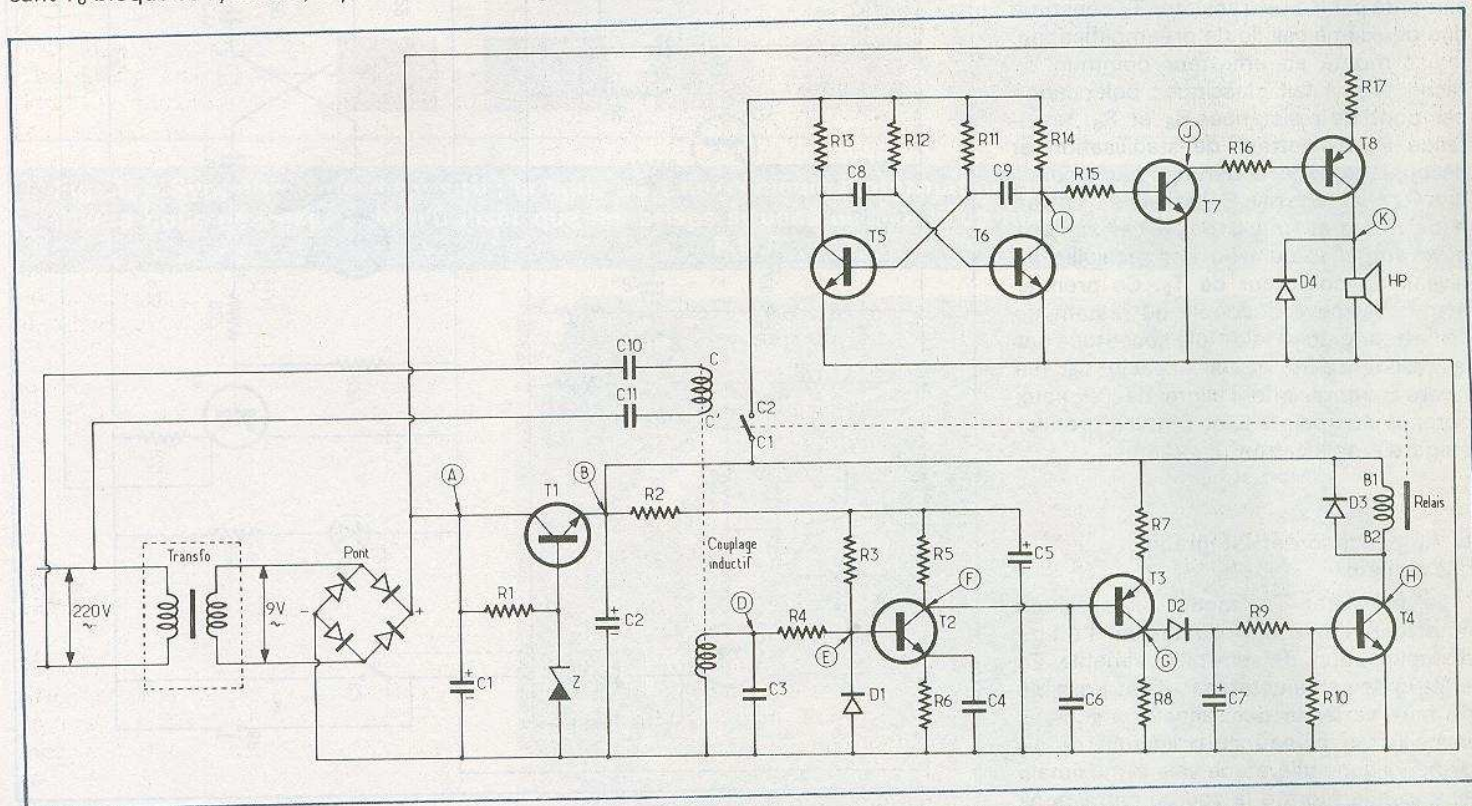 sant T6
R17
R13
R12
R11
R14
J
R16
T8
C8
C9
R15
I
T7
T5
T6
K
D4
HP
C10
C
C11
C'
C2
C1
A
T1
B
R2
B1
D3
Relais
B2
Transfo
Pont
Couplage
inductif
R3
R5
C5
R7
F
T3
H
220V
~
9V
~
-
+
R1
D
R4
T2
D2
R9
T4
E
G
C1
+
-
Z
C2
+
-
C3
D1
R6
C4
+
-
C6
R8
C7
+
-
R10